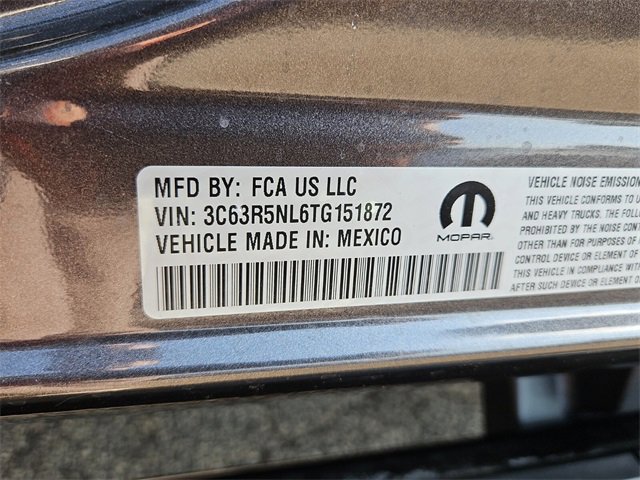 MFD BY: FCA US LLC
VIN: 3C63R5NL6TG151872
VEHICLE MADE IN: MEXICO
MOPAR
VEHICLE NOISE EMISSION
THIS VEHICLE CONFORMS TO U
AND HEAVY TRUCKS. THE FOL
PROHIBITED BY THE NOISE CON
OTHER THAN FOR PURPOSES OF
CONTROL DEVICE OR ELEMENT O
THIS VEHICLE IN COMPLIANCE WITH
AFTER SUCH DEVICE OR ELEMENT